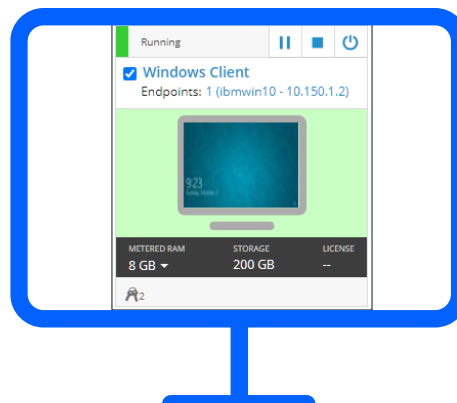 Running
Windows Client
Endpoints: 1 (ibmwin10 - 10.150.1.2)
9:23
METERED RAM STORAGE LICENSE
8 GB 200 GB --
2